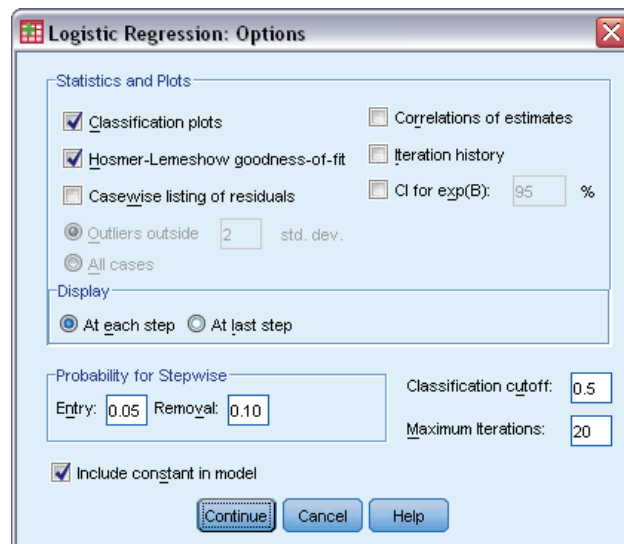 Logistic Regression: Options
Statistics and Plots
Classification plots
Hosmer-Lemeshow goodness-of-fit
Casewise listing of residuals
Outliers outside 2 std. dev.
All cases
Correlations of estimates
Iteration history
CI for exp(B): 95 %
Display
At each step At last step
Probability for Stepwise
Entry: 0.05 Removal: 0.10
Classification cutoff: 0.5
Maximum Iterations: 20
Include constant in model
Continue Cancel Help